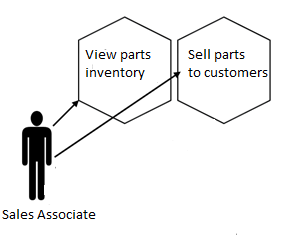 View parts
inventory
Sell parts
to customers
Sales Associate